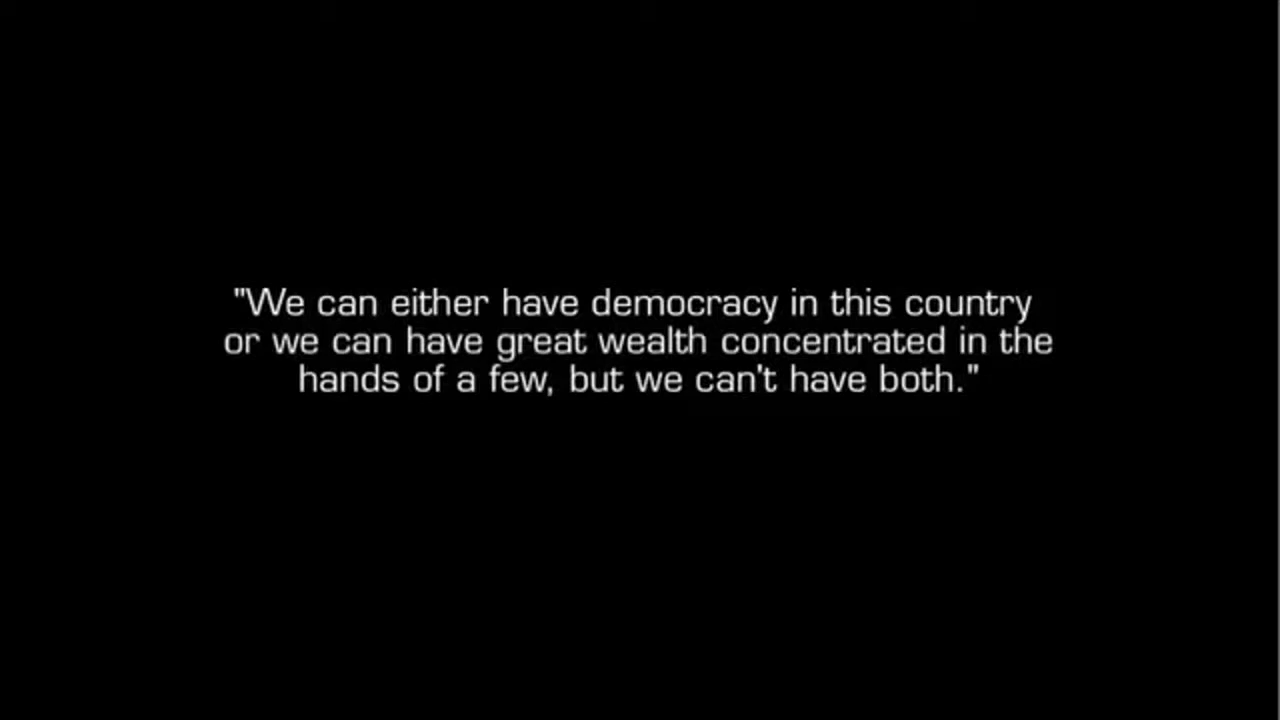 "We can either have democracy in this country
or we can have great wealth concentrated in the
hands of a few, but we can't have both."